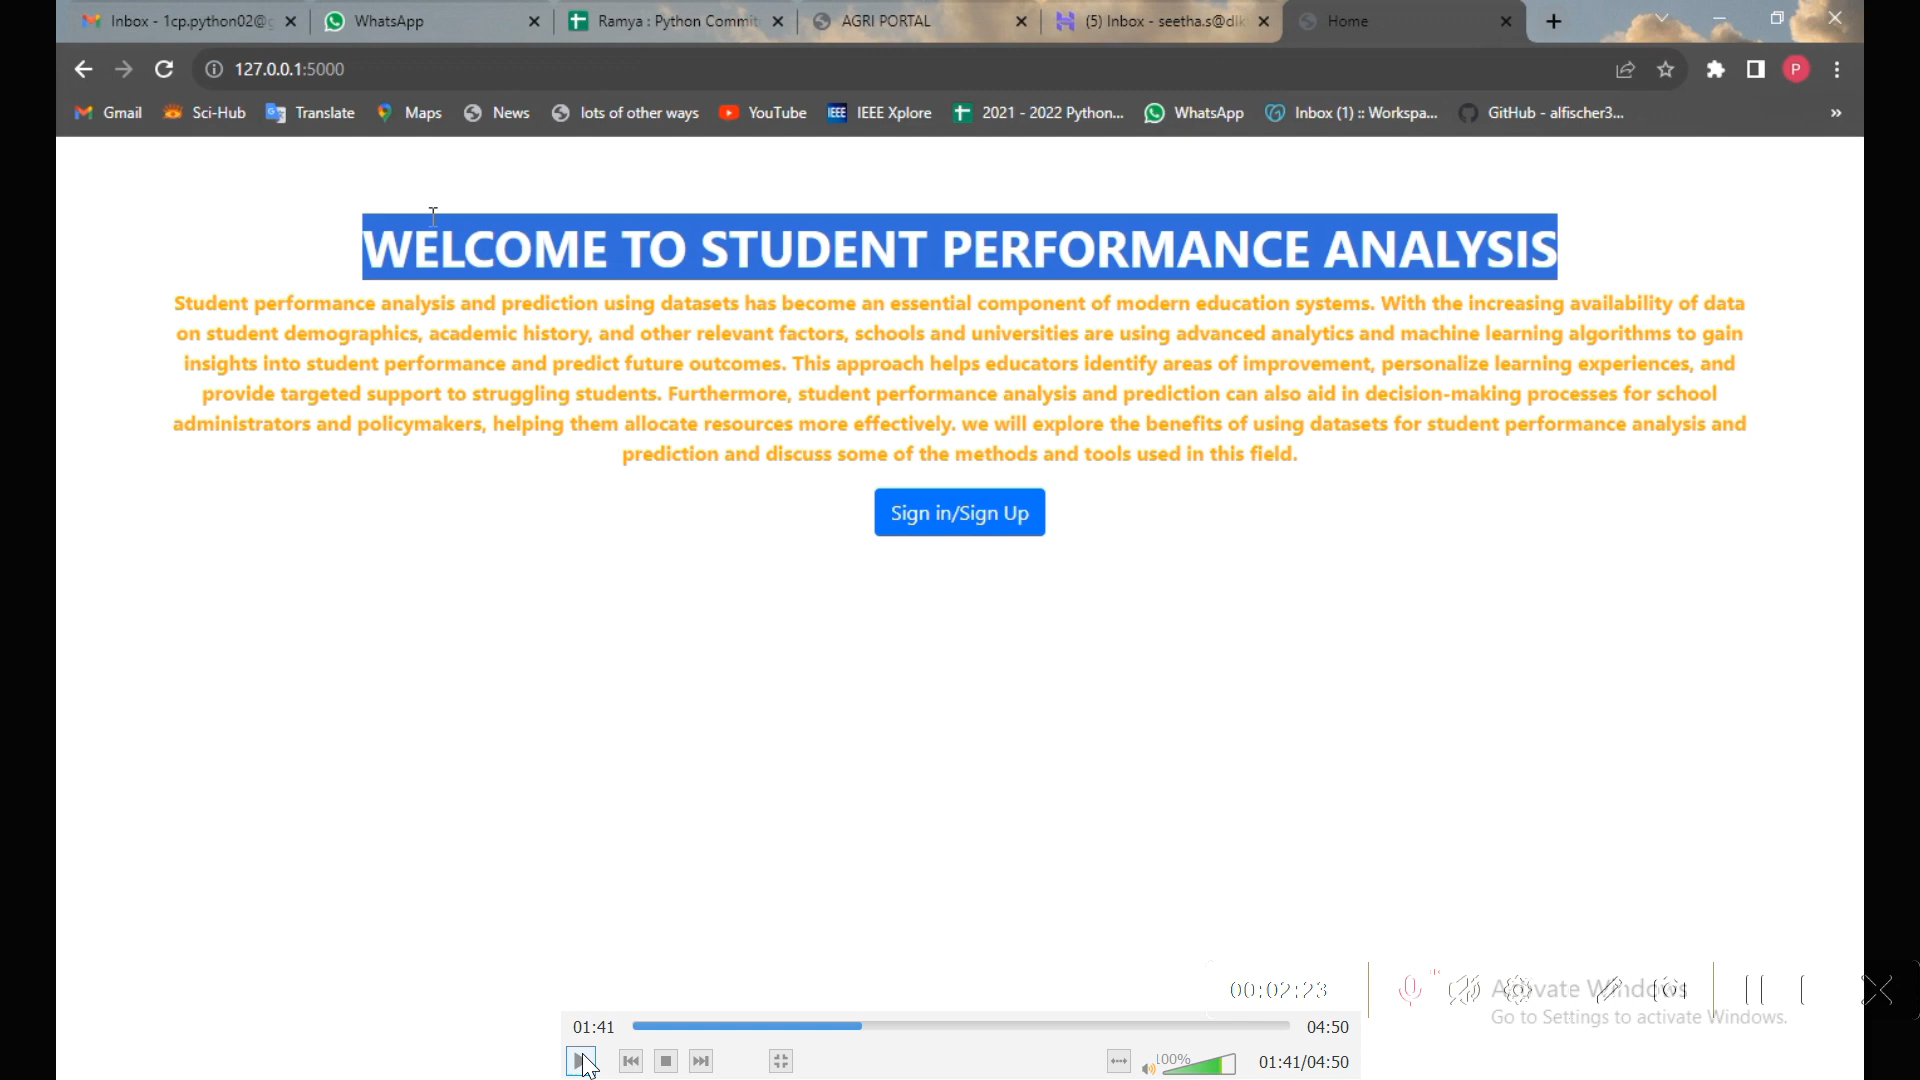 Inbox - 1cp.python02@g
WhatsApp
Ramya : Python Commit
AGRI PORTAL
(5) Inbox - seetha.s@dlk
Home
127.0.0.1:5000
P
Gmail
Sci-Hub
Translate
Maps
News
lots of other ways
YouTube
IEEE
IEEE Xplore
2021 - 2022 Python...
WhatsApp
Inbox (1) :: Workspa...
GitHub - alfischer3...
»
WELCOME TO STUDENT PERFORMANCE ANALYSIS
Student performance analysis and prediction using datasets has become an essential component of modern education systems. With the increasing availability of data
on student demographics, academic history, and other relevant factors, schools and universities are using advanced analytics and machine learning algorithms to gain
insights into student performance and predict future outcomes. This approach helps educators identify areas of improvement, personalize learning experiences, and
provide targeted support to struggling students. Furthermore, student performance analysis and prediction can also aid in decision-making processes for school
administrators and policymakers, helping them allocate resources more effectively. we will explore the benefits of using datasets for student performance analysis and
prediction and discuss some of the methods and tools used in this field.
Sign in/Sign Up
00:02:23
Activate Windows
Go to Settings to activate Windows.
01:41
04:50
100%
01:41/04:50